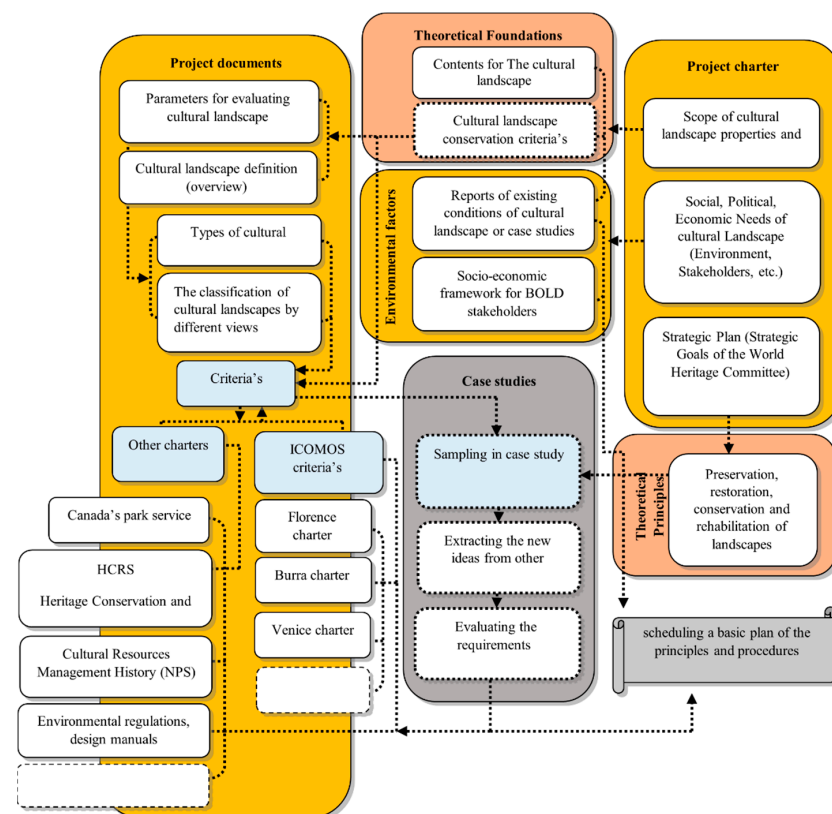 Project documents
Parameters for evaluating
cultural landscape
Cultural landscape definition
(overview)
Types of cultural
The classification of
cultural landscapes by
different views
Criteria's
Other charters
ICOMOS
criteria's
Canada's park service
HCRS
Heritage Conservation and
Cultural Resources
Management History (NPS)
Environmental regulations,
design manuals
Florence
charter
Burra charter
Venice charter
Theoretical Foundations
Contents for The cultural
landscape
Cultural landscape
conservation criteria's
Environmental factors
Reports of existing
conditions of cultural
landscape or case studies
Socio-economic
framework for BOLD
stakeholders
Case studies
Sampling in case study
Extracting the new
ideas from other
Evaluating the
requirements
Project charter
Scope of cultural
landscape properties and
Social, Political,
Economic Needs of
cultural Landscape
(Environment,
Stakeholders, etc.)
Strategic Plan (Strategic
Goals of the World
Heritage Committee)
Theoretical
Principles
Preservation,
restoration,
conservation and
rehabilitation of
landscapes
scheduling a basic plan of the
principles and procedures